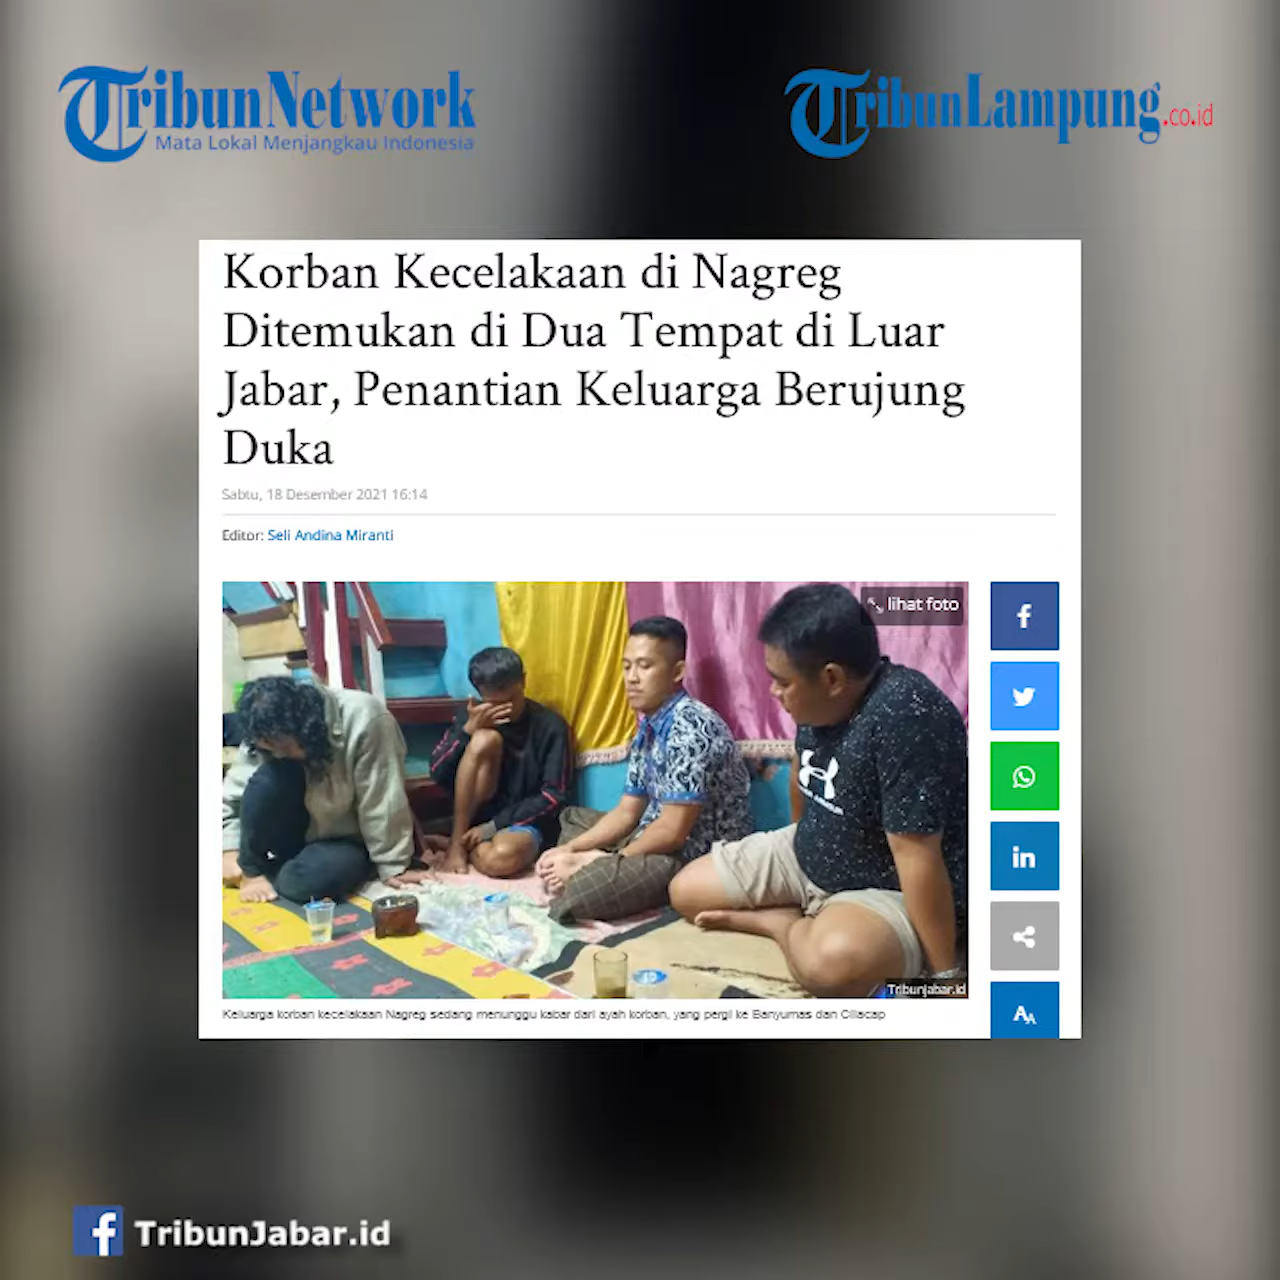 TribunNetwork
Mata Lokal Menjangkau Indonesia
TribunLampung.co.id
Korban Kecelakaan di Nagreg
Ditemukan di Dua Tempat di Luar
Jabar, Penantian Keluarga Berujung
Duka
Sabtu, 18 Desember 2021 16:14
Editor: Seli Andina Miranti
lihat foto
Tribunjabar.id
Keluarga korban kecelakaan Nagreg sedang menunggu kabar dari ayah korban, yang pergi ke Banyumas dan Cilacap
TribunJabar.id